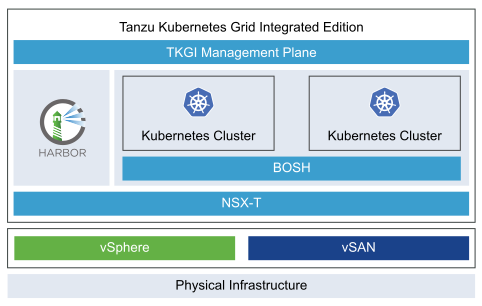 Tanzu Kubernetes Grid Integrated Edition
TKGI Management Plane
HARBOR
Kubernetes Cluster
Kubernetes Cluster
BOSH
NSX-T
vSphere
vSAN
Physical Infrastructure